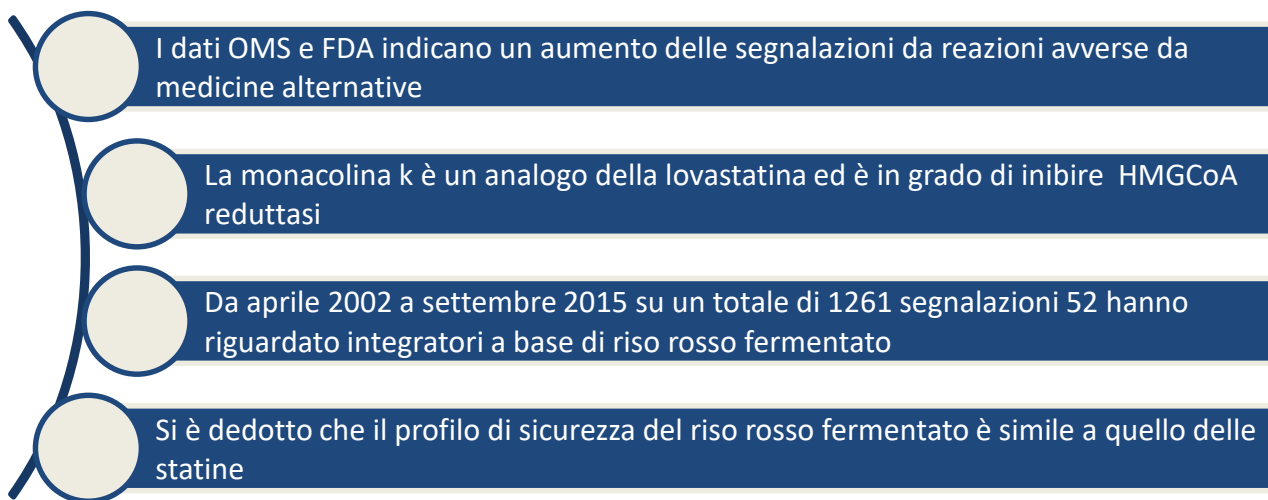 I dati OMS e FDA indicano un aumento delle segnalazioni da reazioni avverse da
medicine alternative
La monacolina k è un analogo della lovastatina ed è in grado di inibire HMGCoA
reduttasi
Da aprile 2002 a settembre 2015 su un totale di 1261 segnalazioni 52 hanno
riguardato integratori a base di riso rosso fermentato
Si è dedotto che il profilo di sicurezza del riso rosso fermentato è simile a quello delle
statine